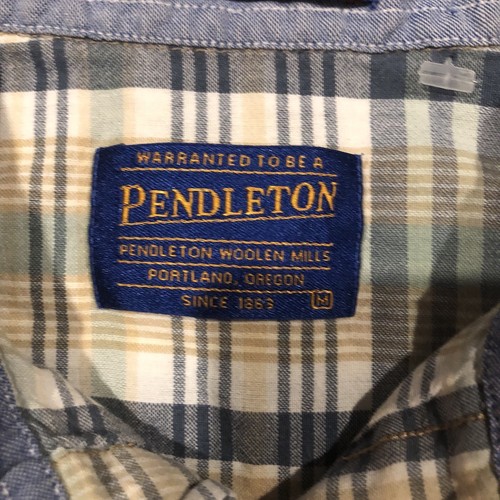 WARRANTED TO BE A
PENDLETON
PENDLETON WOOLEN MILLS
PORTLAND, OREGON
SINCE 1863 M